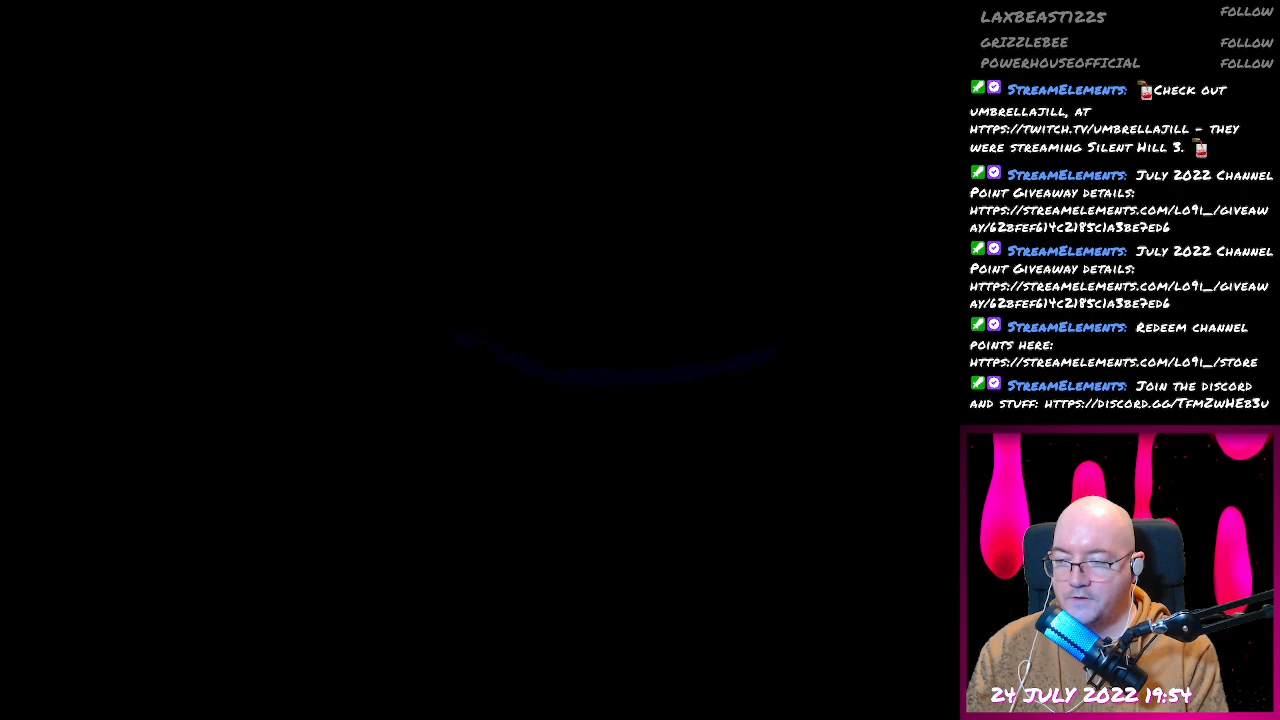 LAXBEAST1225 FOLLOW
GRIZZLEBEE FOLLOW
POWERHOUSEOFFICIAL FOLLOW
StreamElements: Check out
umbrellajill, at
https://twitch.tv/umbrellajill - they
were streaming Silent Hill 3.
StreamElements: July 2022 Channel
Point Giveaway details:
https://streamelements.com/lo9i_/giveaw
ay/62bfef614c2185c1a3be7ed6
StreamElements: July 2022 Channel
Point Giveaway details:
https://streamelements.com/lo9i_/giveaw
ay/62bfef614c2185c1a3be7ed6
StreamElements: Redeem channel
points here:
https://streamelements.com/lo9i_/store
StreamElements: Join the discord
and stuff: https://discord.gg/TfmZwHEb3u
24 JULY 2022 19:54